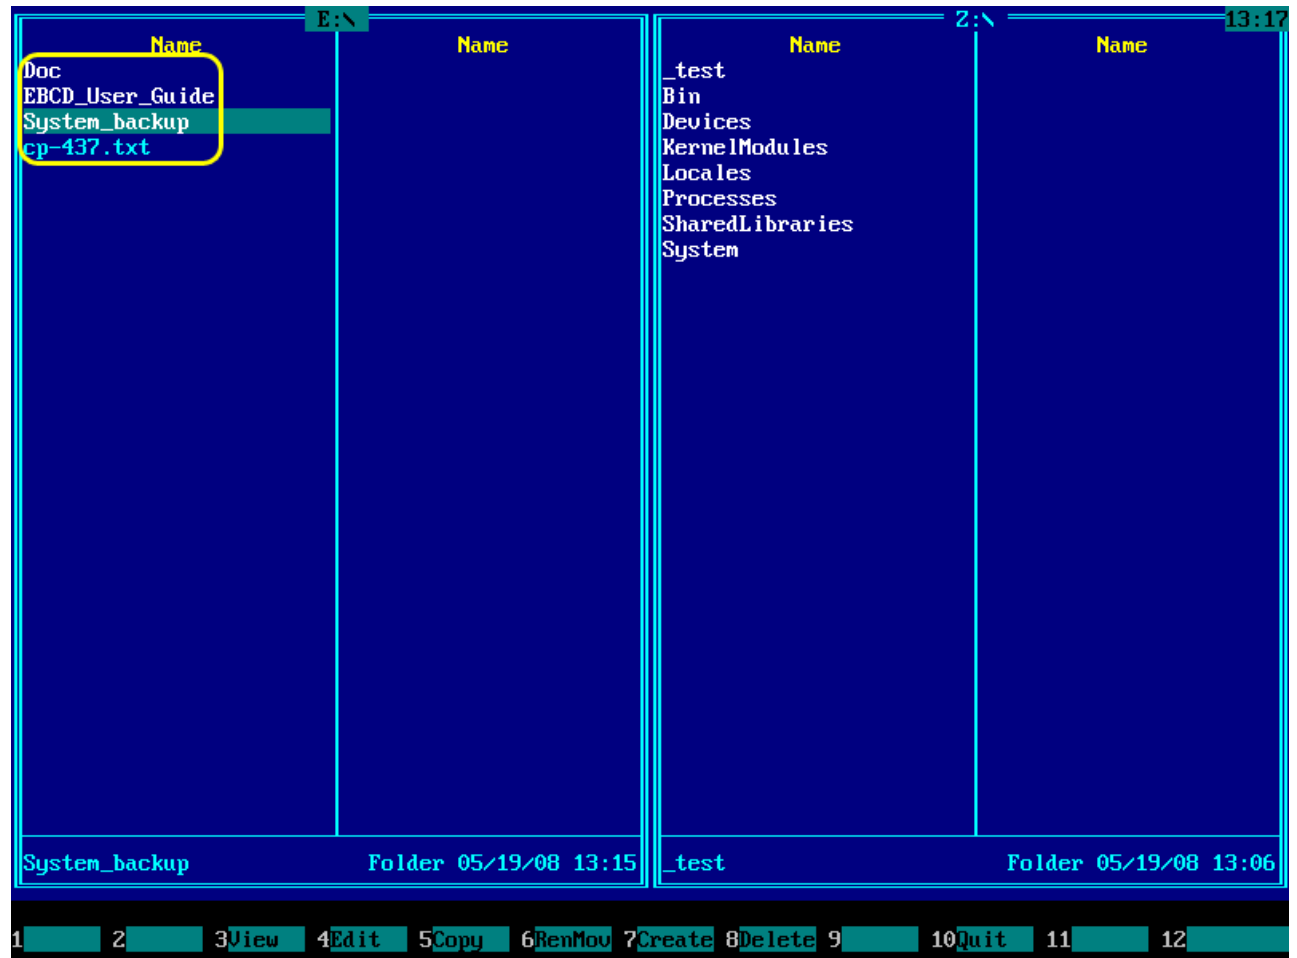 E:\
Name
Name
Doc
EBCD_User_Guide
System_backup
cp-437.txt
System_backup Folder 05/19/08 13:15
Z:\
13:17
Name
Name
_test
Bin
Devices
KernelModules
Locales
Processes
SharedLibraries
System
_test Folder 05/19/08 13:06
1 2 3View 4Edit 5Copy 6RenMov 7Create 8Delete 9 10Quit 11 12